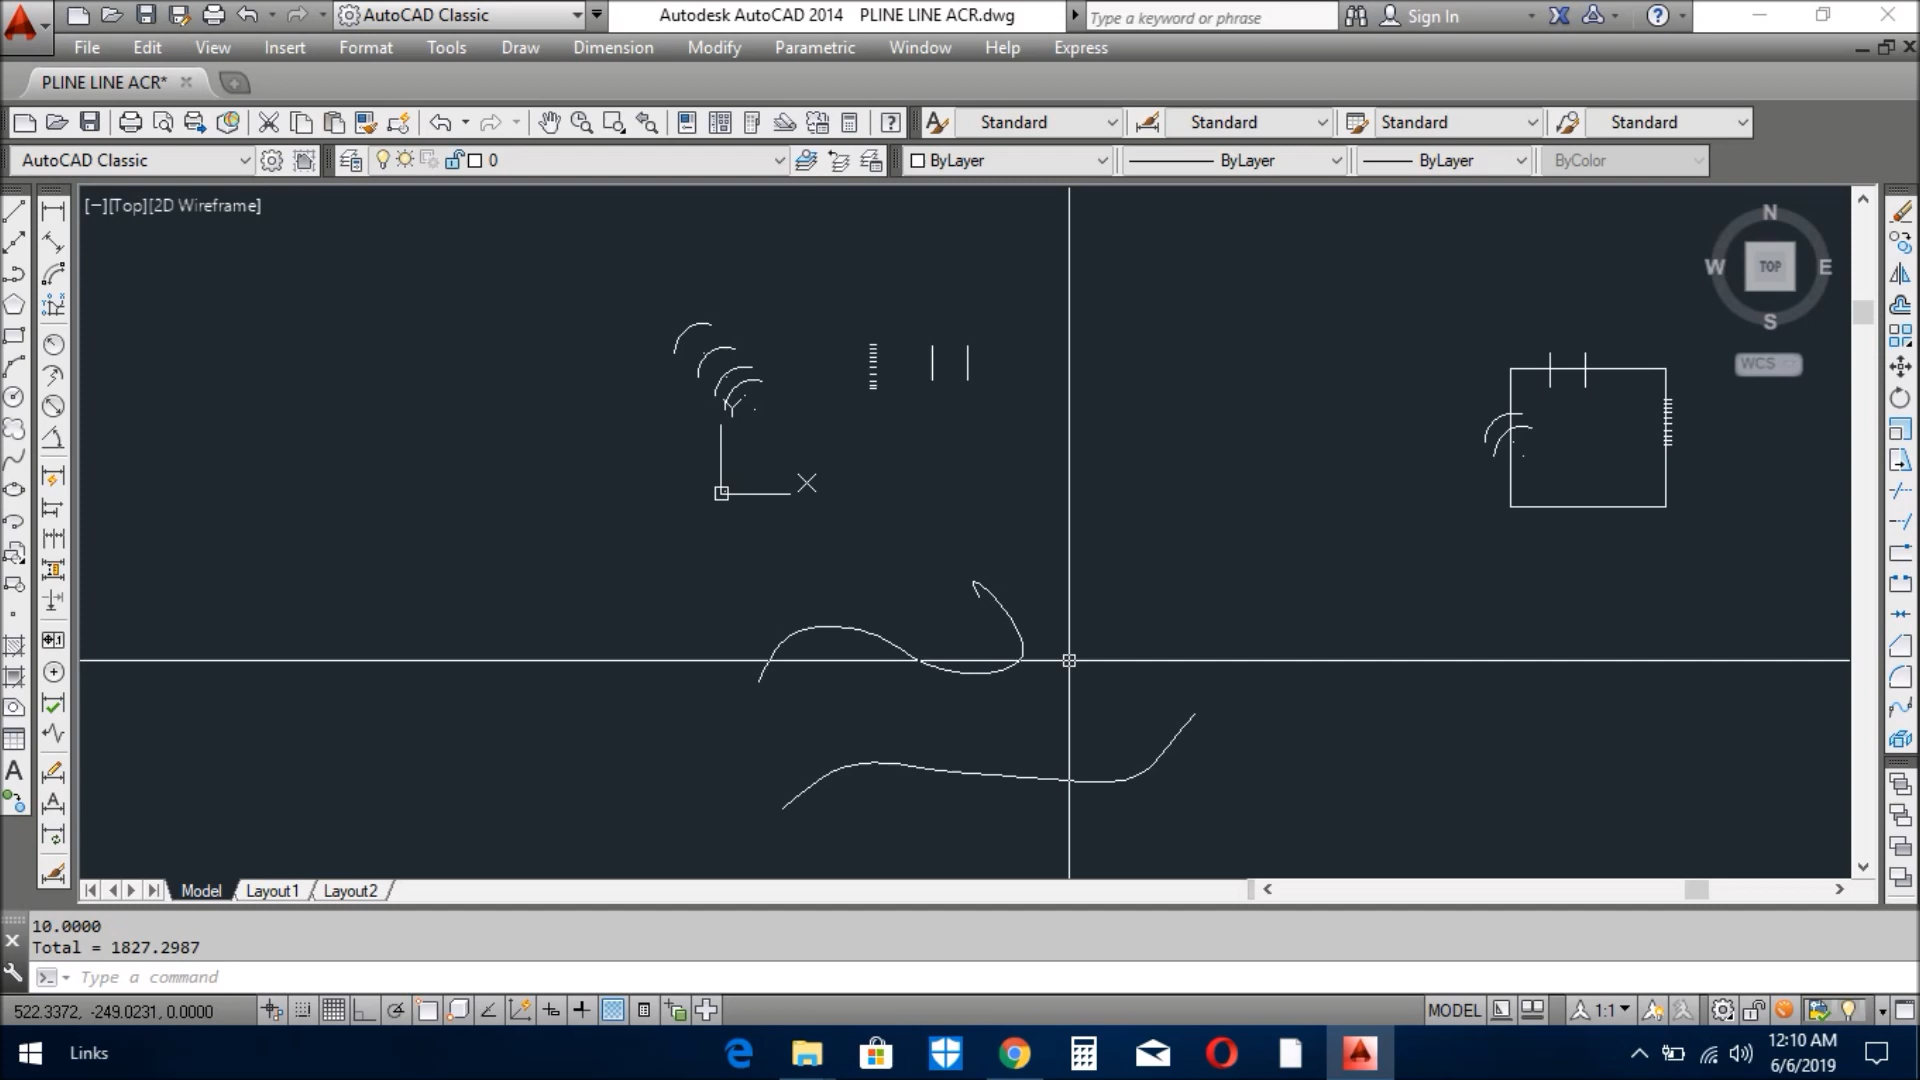 AutoCAD Classic
Autodesk AutoCAD 2014 PLINE LINE ACR.dwg
Type a keyword or phrase
Sign In
File Edit View Insert Format Tools Draw Dimension Modify Parametric Window Help Express
PLINE LINE ACR*
Standard Standard Standard Standard
AutoCAD Classic 0 ByLayer ByLayer ByLayer ByColor
[−][Top][2D Wireframe]
N
W TOP E
S
WCS
Y
X
Model Layout1 Layout2
10.0000
Total = 1827.2987
Type a command
522.3372, -249.0231, 0.0000 MODEL 1:1
Links
12:10 AM
6/6/2019